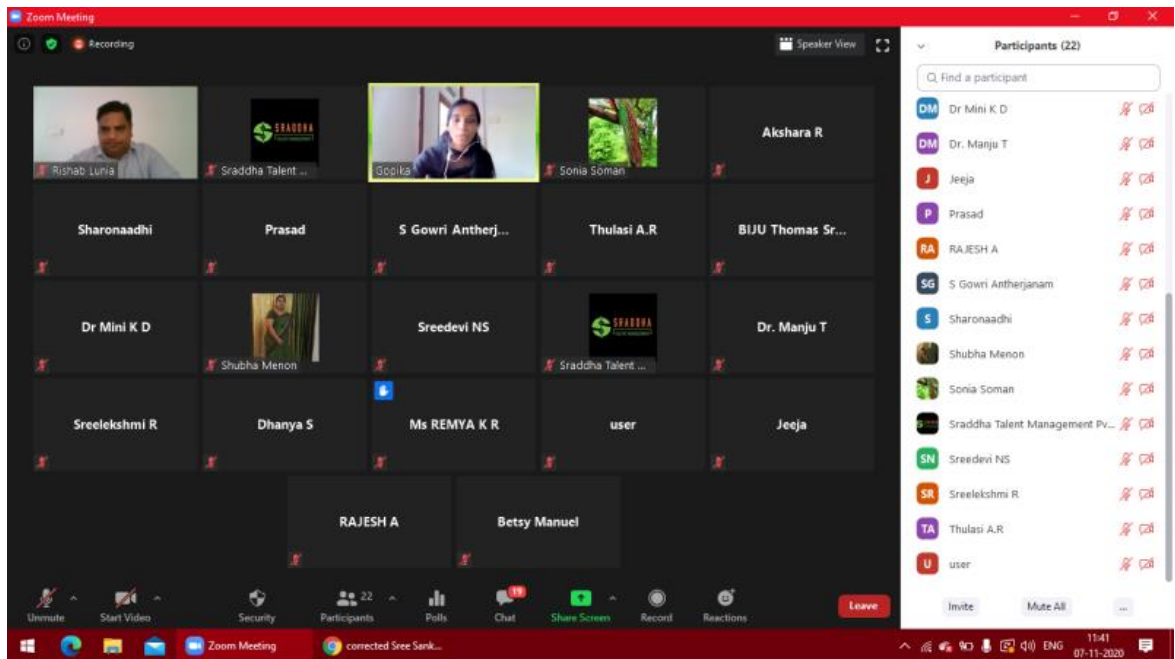 Zoom Meeting
Recording
Speaker View
Rishab Lunia
SRADDHA
Sraddha Talent ...
Gopika
Sonia Soman
Akshara R
Sharonaadhi
Prasad
S Gowri Antherj...
Thulasi A.R
BIJU Thomas Sr...
Dr Mini K D
Shubha Menon
Sreedevi NS
SRADDHA
Sraddha Talent ...
Dr. Manju T
Sreelekshmi R
Dhanya S
Ms REMYA K R
user
Jeeja
RAJESH A
Betsy Manuel
Unmute
Start Video
Security
22
Participants
Polls
19
Chat
Share Screen
Record
Reactions
Leave
Participants (22)
Find a participant
DM Dr Mini K D
DM Dr. Manju T
J Jeeja
P Prasad
RA RAJESH A
SG S Gowri Antherjanam
S Sharonaadhi
Shubha Menon
Sonia Soman
Sraddha Talent Management Pv...
SN Sreedevi NS
SR Sreelekshmi R
TA Thulasi A.R
U user
Invite
Mute All
...
Zoom Meeting
corrected Sree Sank...
ENG
11:41
07-11-2020